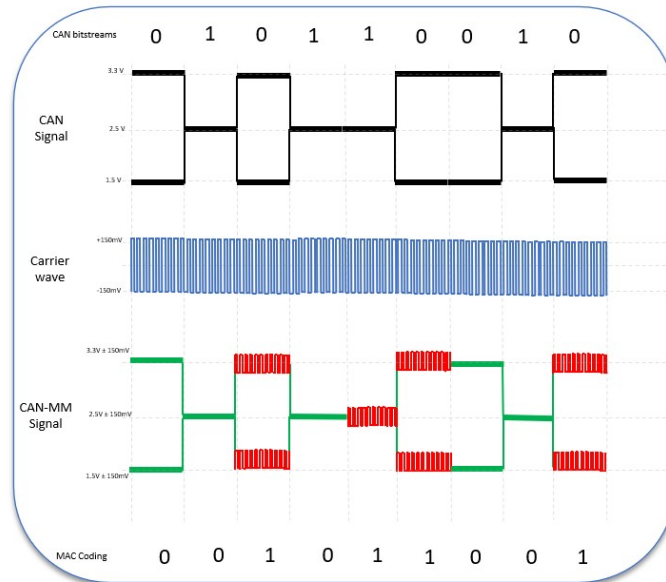 CAN bitstreams 0 1 0 1 1 0 0 1 0
3.3 V
CAN
Signal
2.5 V
1.5 V
+150mV
Carrier
wave
-150mV
3.3V ± 150mV
CAN-MM
Signal
2.5V ± 150mV
1.5V ± 150mV
MAC Coding 0 0 1 0 1 1 0 0 1